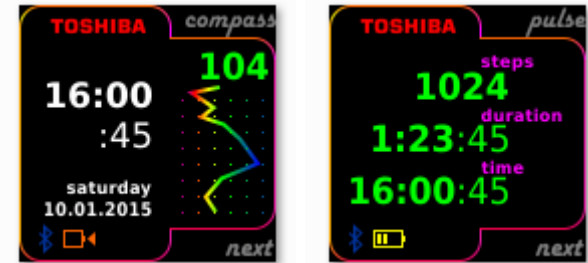 TOSHIBA
compass
104
16:00
:45
saturday
10.01.2015
next
TOSHIBA
pulse
steps
1024
duration
1:23:45
time
16:00:45
next